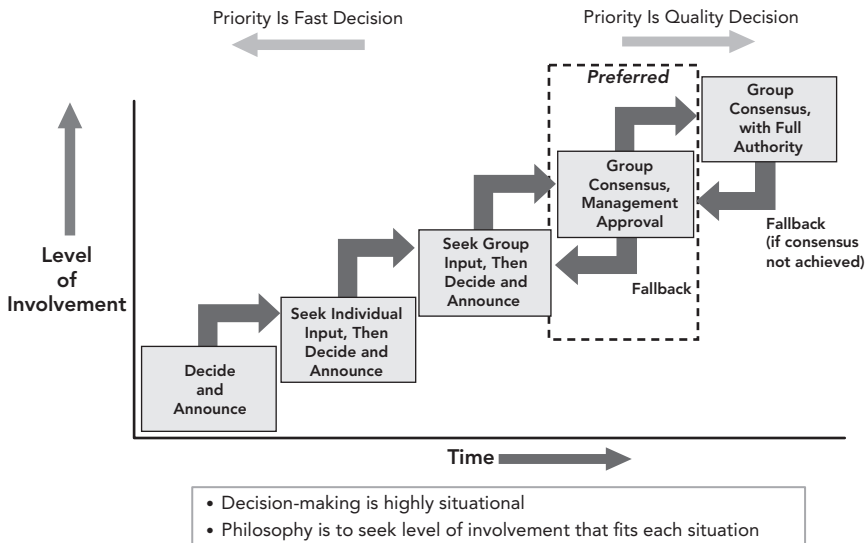 Priority Is Fast Decision
Priority Is Quality Decision
Preferred
Group
Consensus,
with Full
Authority
Group
Consensus,
Management
Approval
Fallback
(if consensus
not achieved)
Level
of
Involvement
Seek Group
Input, Then
Decide and
Announce
Fallback
Seek Individual
Input, Then
Decide and
Announce
Decide
and
Announce
Time
• Decision-making is highly situational
• Philosophy is to seek level of involvement that fits each situation